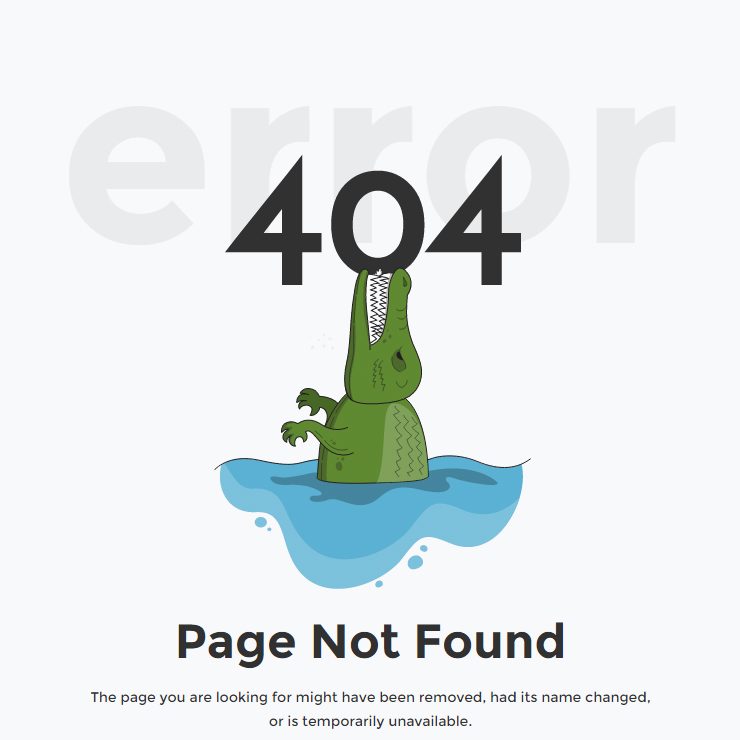 error
404
Page Not Found
The page you are looking for might have been removed, had its name changed,
or is temporarily unavailable.